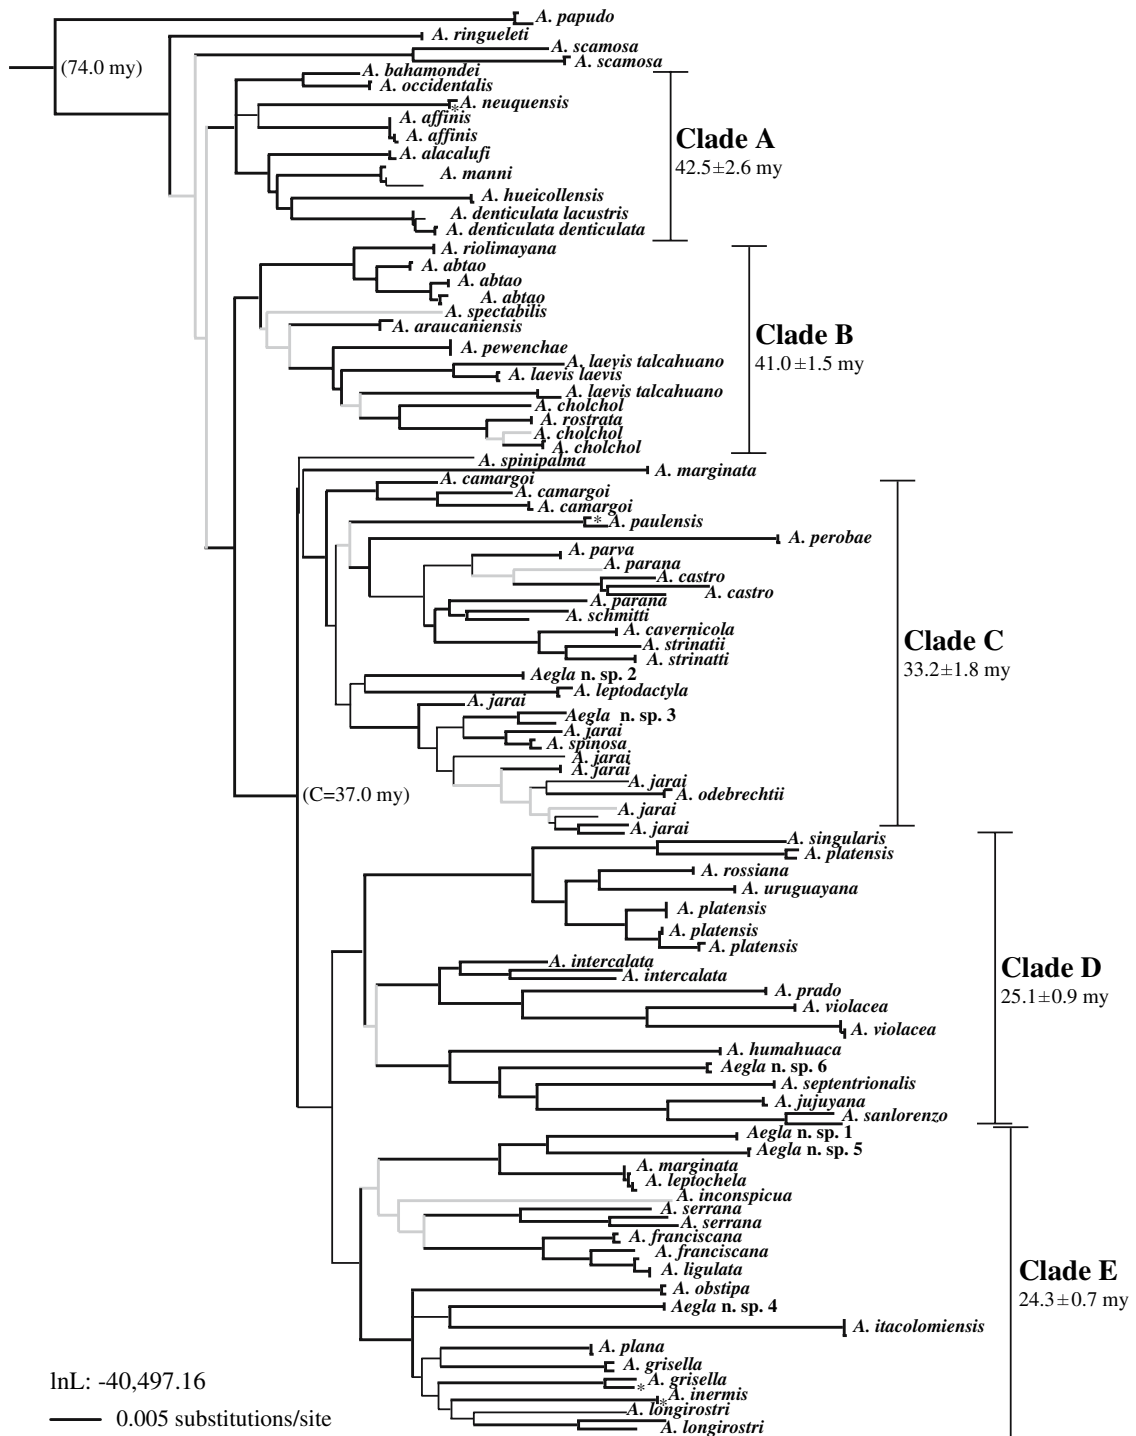 A. papudo
A. ringueleti
A. scamosa
A. scamosa
(74.0 my)
A. bahamondei
A. occidentalis
A. neuquensis
*
A. affinis
A. affinis
Clade A
42.5±2.6 my
A. alacalufi
A. manni
A. hueicollensis
A. denticulata lacustris
A. denticulata denticulata
A. riolimayana
A. abtao
A. abtao
A. abtao
A. spectabilis
A. araucaniensis
Clade B
41.0±1.5 my
A. pewenchae
A. laevis talcahuano
A. laevis laevis
A. laevis talcahuano
A. cholchol
A. rostrata
A. cholchol
A. cholchol
A. spinipalma
A. marginata
A. camargoi
A. camargoi
A. camargoi
* A. paulensis
A. perobae
A. parva
A. parana
A. castro
A. castro
A. parana
A. schmitti
A. cavernicola
A. strinatii
A. strinatti
Clade C
33.2±1.8 my
Aegla n. sp. 2
A. leptodactyla
A. jarai
Aegla n. sp. 3
A. jarai
A. spinosa
A. jarai
A. jarai
A. jarai
A. odebrechtii
(C=37.0 my)
A. jarai
A. jarai
A. singularis
A. platensis
A. rossiana
A. uruguayana
A. platensis
A. platensis
A. platensis
A. intercalata
A. intercalata
Clade D
25.1±0.9 my
A. prado
A. violacea
A. violacea
A. humahuaca
Aegla n. sp. 6
A. septentrionalis
A. jujuyana
A. sanlorenzo
Aegla n. sp. 1
Aegla n. sp. 5
A. marginata
A. leptochela
A. inconspicua
A. serrana
A. serrana
A. franciscana
A. franciscana
A. ligulata
Clade E
24.3±0.7 my
A. obstipa
Aegla n. sp. 4
A. itacolomiensis
A. plana
A. grisella
A. grisella
*
A. inermis
*
A. longirostri
A. longirostri
lnL: -40,497.16
0.005 substitutions/site